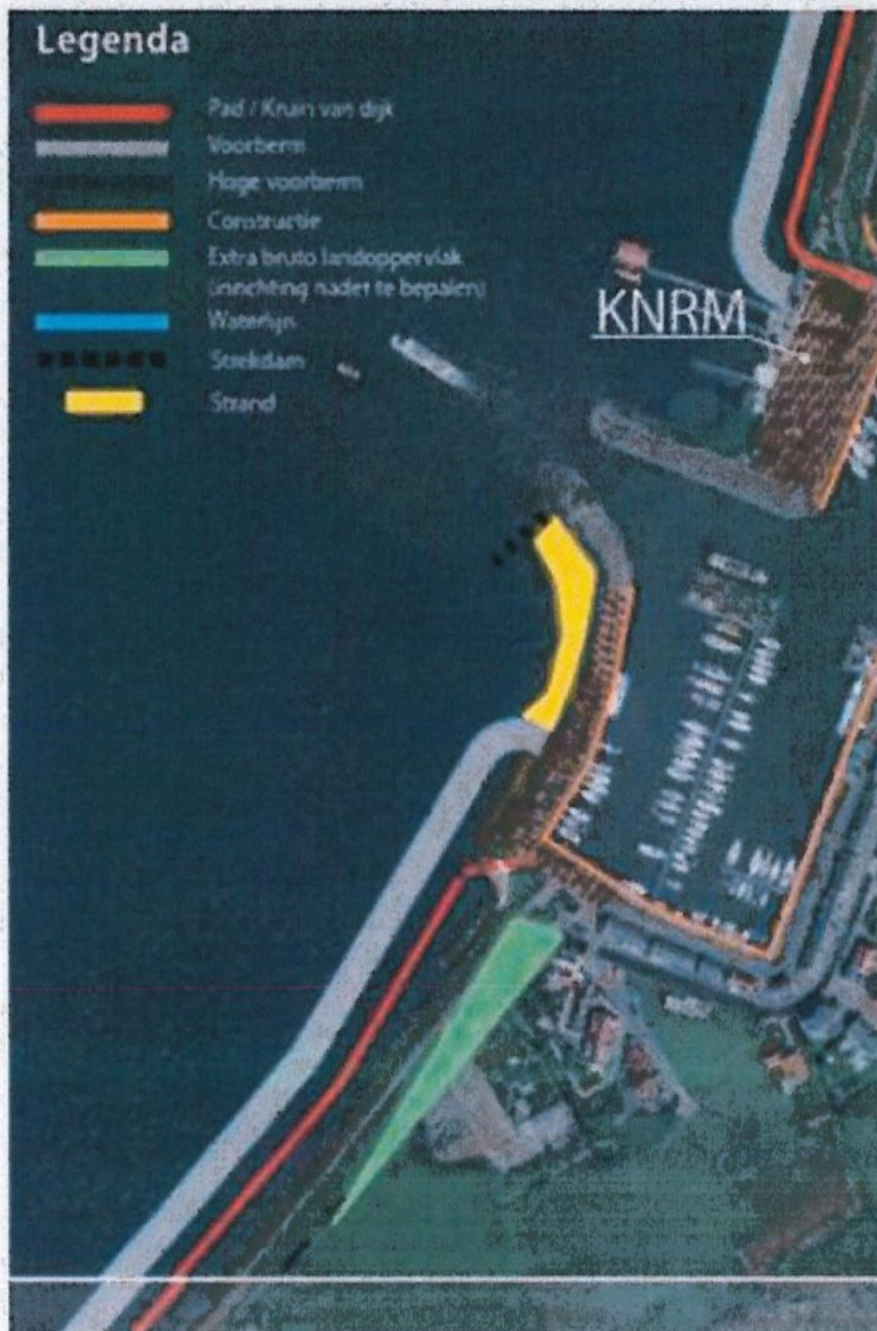 Legenda
Pad / Kruin van dijk
Voorberm
Hoge voorberm
Constructie
Extra bruto landoppervlak
(inrichting nader te bepalen)
Waterlijn
Strekdam
Strand
KNRM